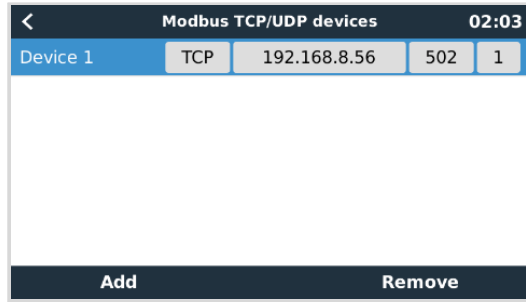 Modbus TCP/UDP devices 02:03
Device 1 TCP 192.168.8.56 502 1
Add Remove